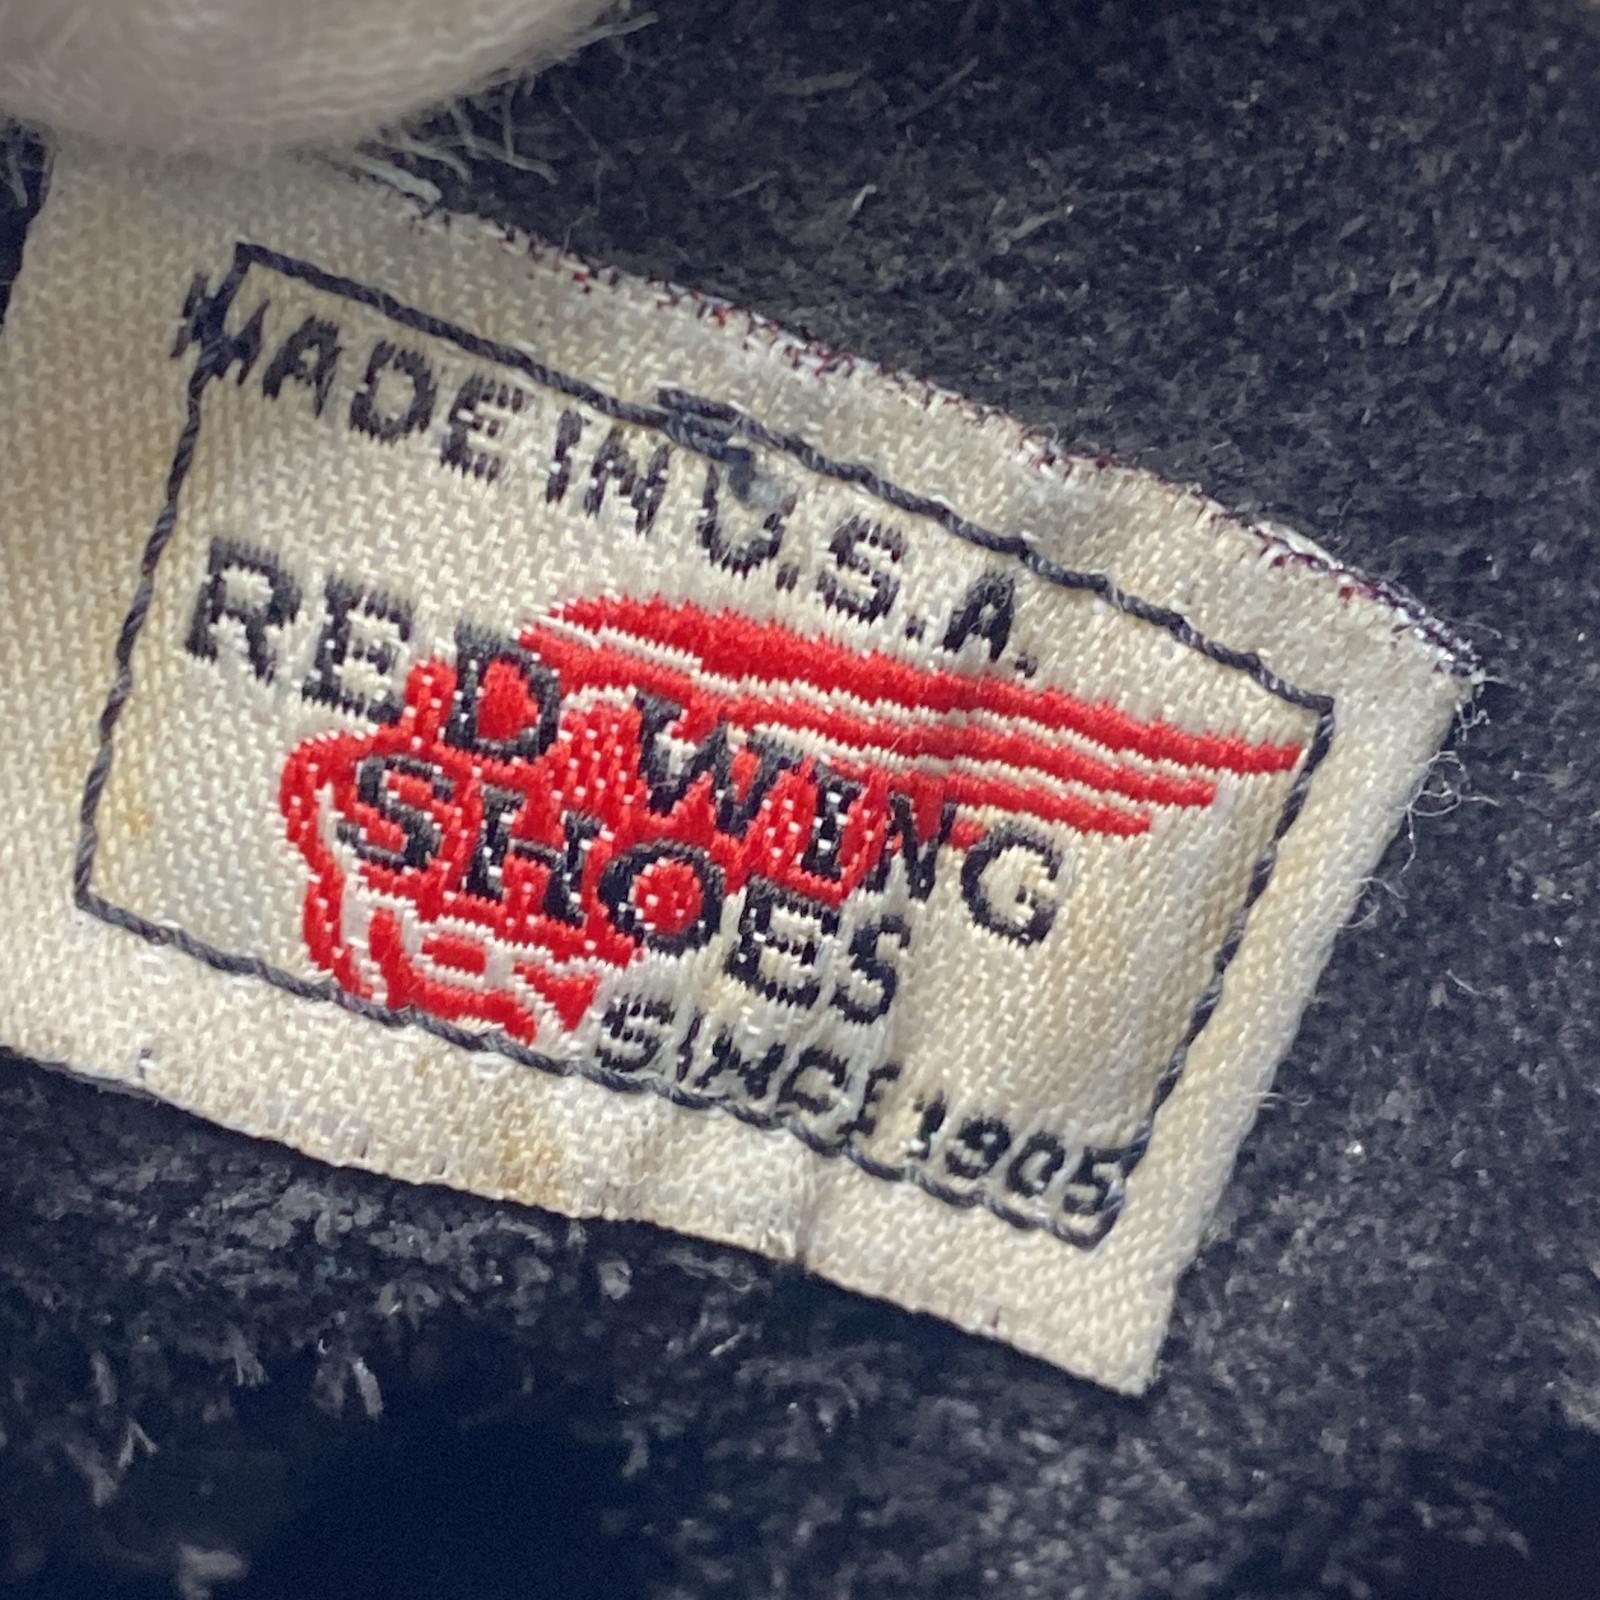 MADE IN U.S.A.
RED WING
SHOES
SINCE 1905